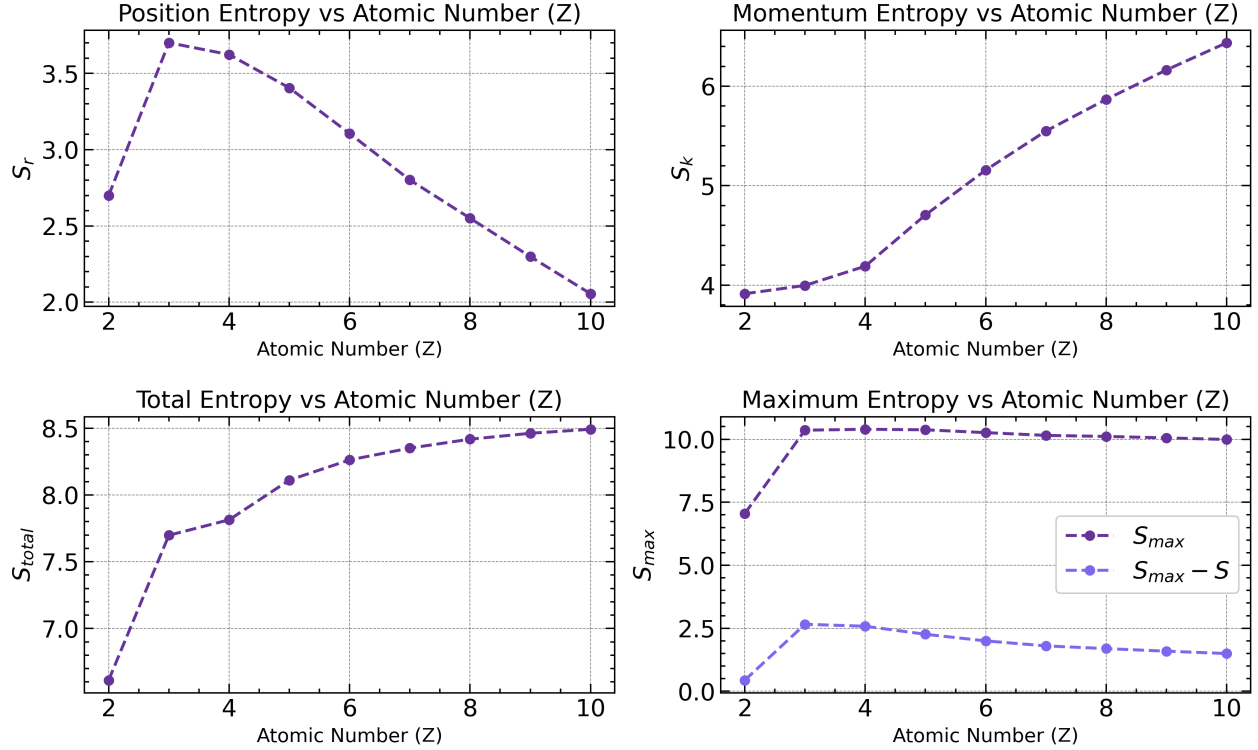 Position Entropy vs Atomic Number (Z)
3.5
3.0
2.5
2.0
S_r
2 4 6 8 10
Atomic Number (Z)
Momentum Entropy vs Atomic Number (Z)
6
5
4
S_k
2 4 6 8 10
Atomic Number (Z)
Total Entropy vs Atomic Number (Z)
8.5
8.0
7.5
7.0
S_total
2 4 6 8 10
Atomic Number (Z)
Maximum Entropy vs Atomic Number (Z)
10.0
7.5
5.0
2.5
0.0
S_max
S_max
S_max − S
2 4 6 8 10
Atomic Number (Z)